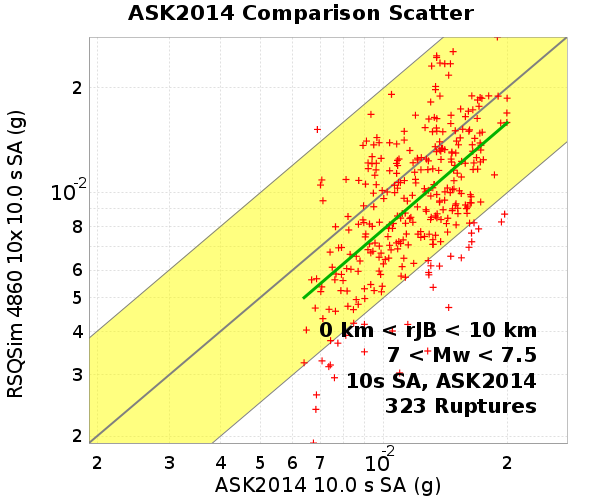 ASK2014 Comparison Scatter
RSQSim 4860 10x 10.0 s SA (g)
2
10-2
8
6
5
4
3
2
0 km < rJB < 10 km
7 < Mw < 7.5
10s SA, ASK2014
323 Ruptures
2 3 4 5 6 7 10-2 2
ASK2014 10.0 s SA (g)